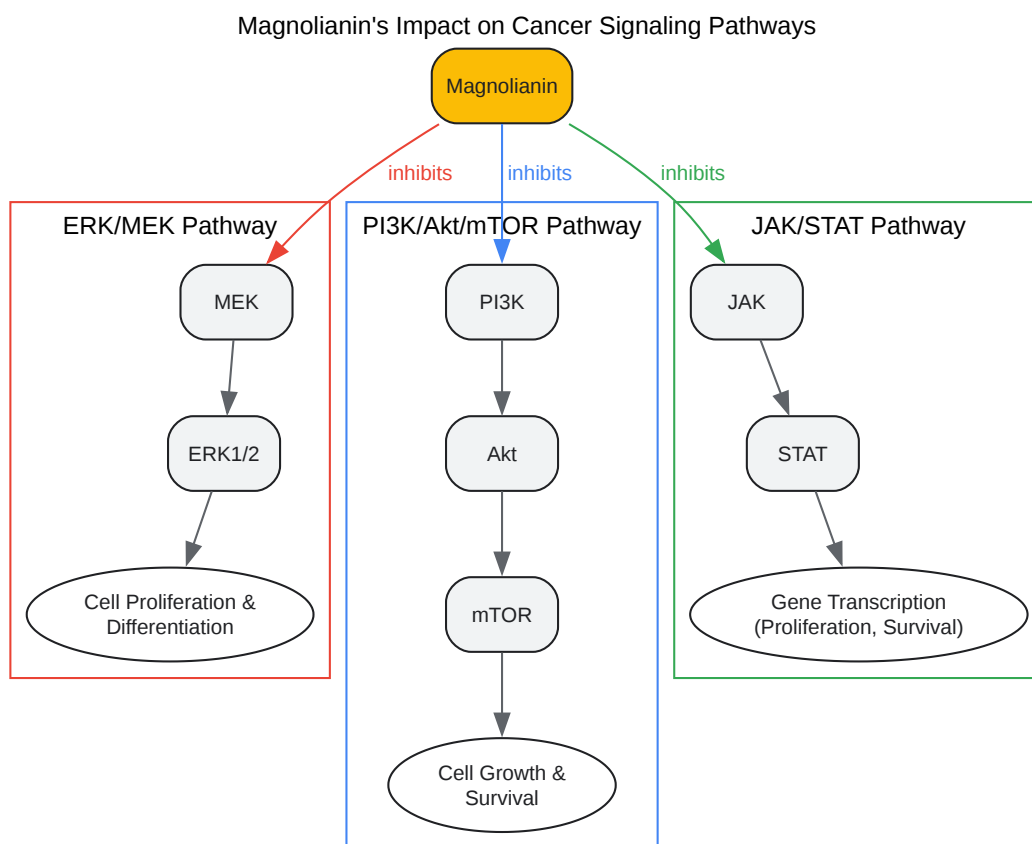 Magnolianin's Impact on Cancer Signaling Pathways
Magnolianin
inhibits
inhibits
inhibits
ERK/MEK Pathway
MEK
ERK1/2
Cell Proliferation &
Differentiation
PI3K/Akt/mTOR Pathway
PI3K
Akt
mTOR
Cell Growth &
Survival
JAK/STAT Pathway
JAK
STAT
Gene Transcription
(Proliferation, Survival)